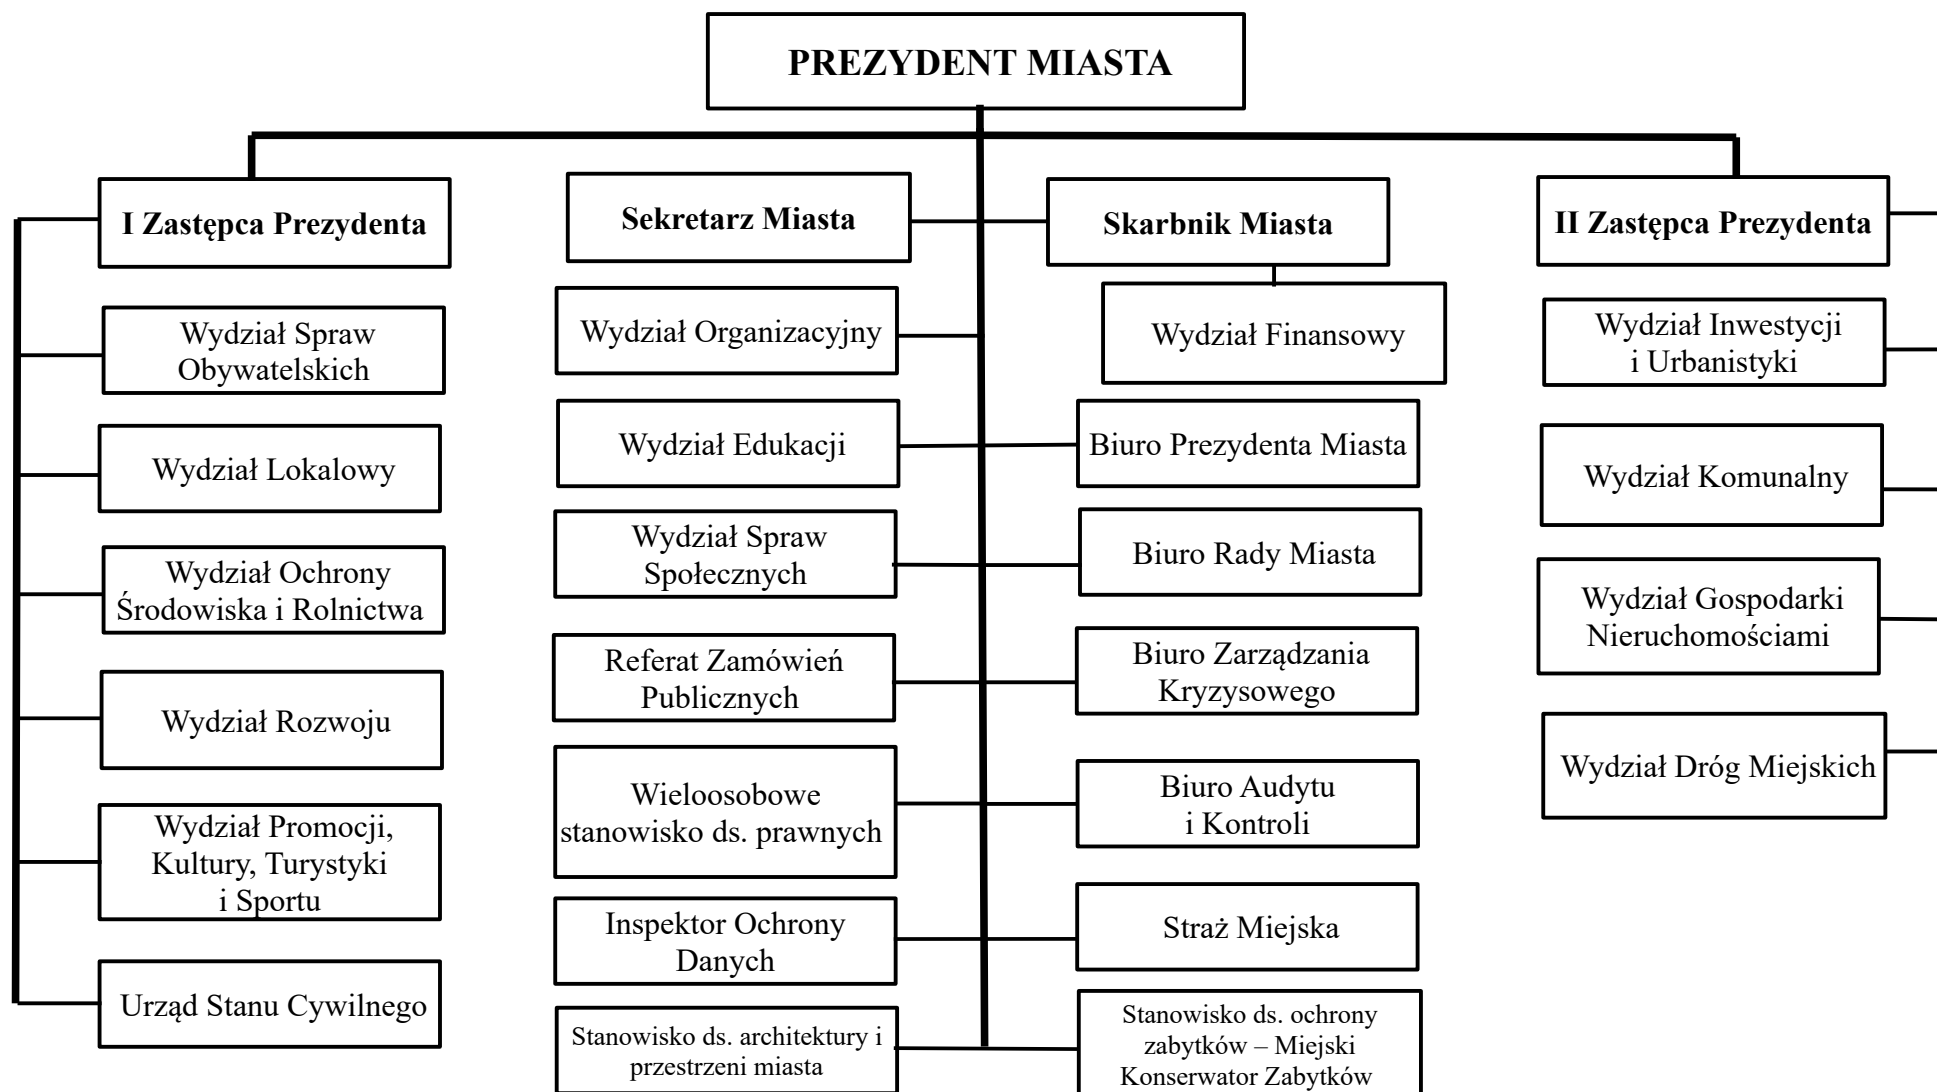 PREZYDENT MIASTA
I Zastępca Prezydenta
Sekretarz Miasta
Skarbnik Miasta
II Zastępca Prezydenta
Wydział Spraw
Obywatelskich
Wydział Lokalowy
Wydział Ochrony
Środowiska i Rolnictwa
Wydział Rozwoju
Wydział Promocji,
Kultury, Turystyki
i Sportu
Urząd Stanu Cywilnego
Wydział Organizacyjny
Wydział Edukacji
Wydział Spraw
Społecznych
Referat Zamówień
Publicznych
Wieloosobowe
stanowisko ds. prawnych
Inspektor Ochrony
Danych
Stanowisko ds. architektury i
przestrzeni miasta
Wydział Finansowy
Biuro Prezydenta Miasta
Biuro Rady Miasta
Biuro Zarządzania
Kryzysowego
Biuro Audytu
i Kontroli
Straż Miejska
Stanowisko ds. ochrony
zabytków – Miejski
Konserwator Zabytków
Wydział Inwestycji
i Urbanistyki
Wydział Komunalny
Wydział Gospodarki
Nieruchomościami
Wydział Dróg Miejskich